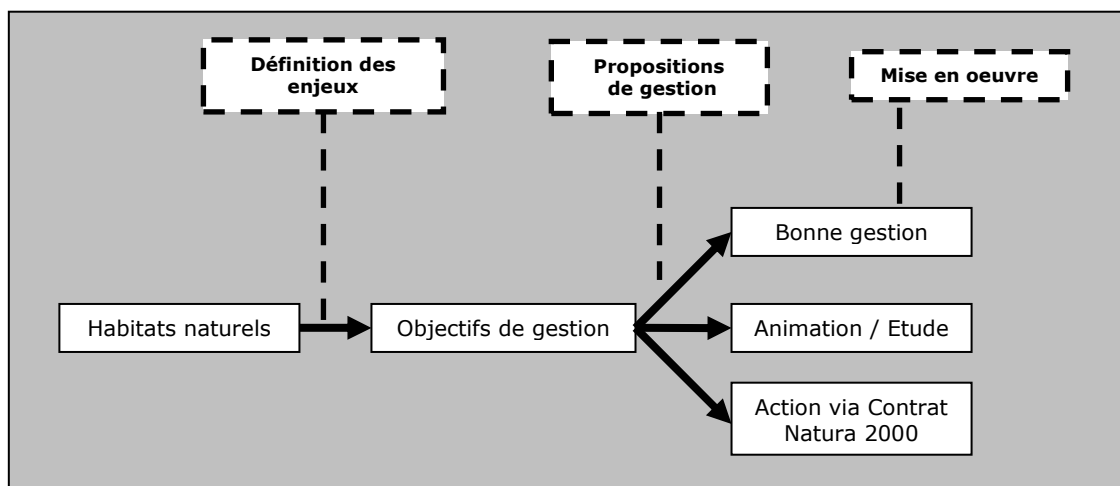 Définition des
enjeux
Propositions
de gestion
Mise en oeuvre
Bonne gestion
Habitats naturels
Objectifs de gestion
Animation / Etude
Action via Contrat
Natura 2000